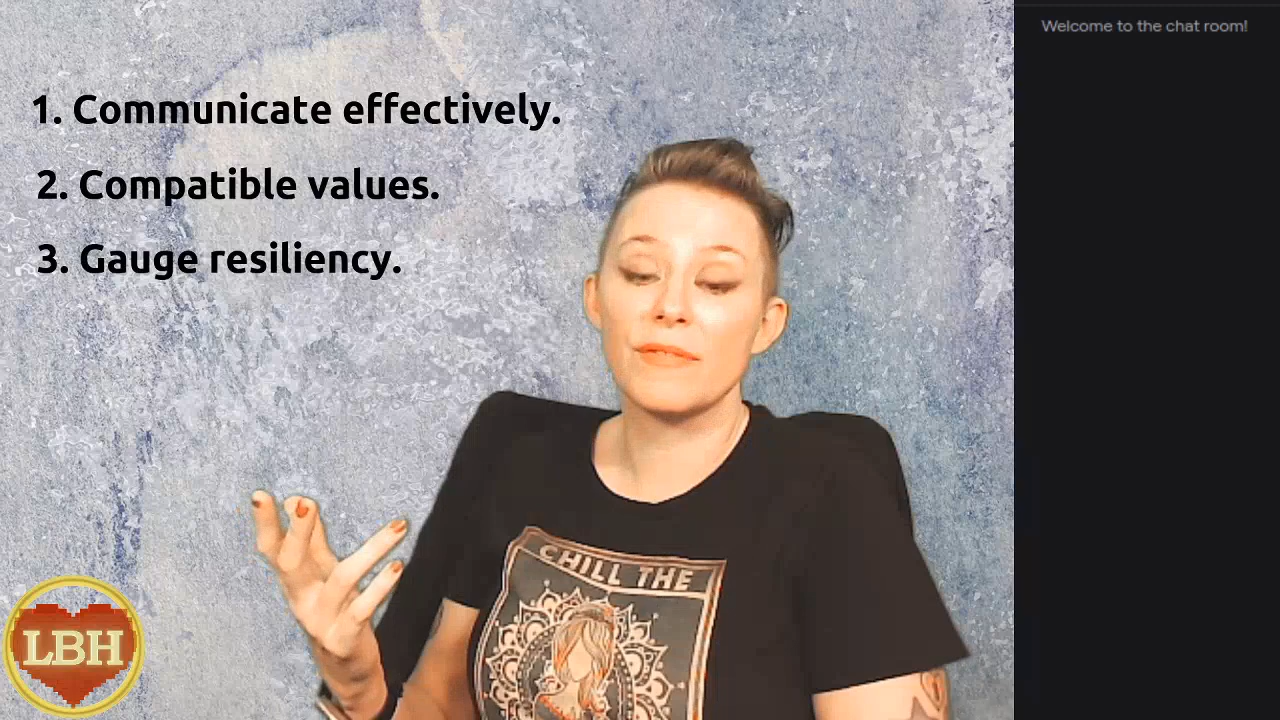 Welcome to the chat room!
1. Communicate effectively.
2. Compatible values.
3. Gauge resiliency.
CHILL THE
LBH